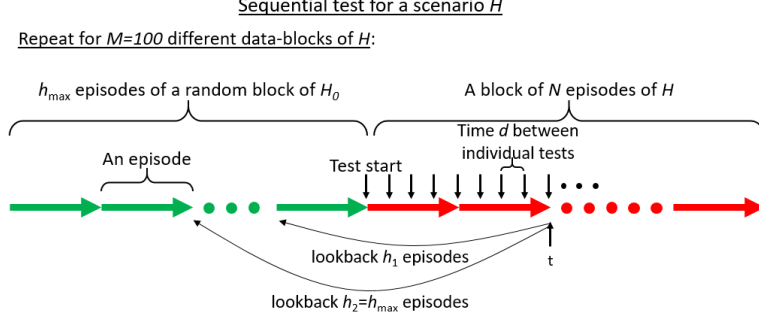 Sequential test for a scenario H
Repeat for M=100 different data-blocks of H:
hmax episodes of a random block of H0
A block of N episodes of H
Time d between
individual tests
An episode
Test start
lookback h1 episodes
t
lookback h2=hmax episodes